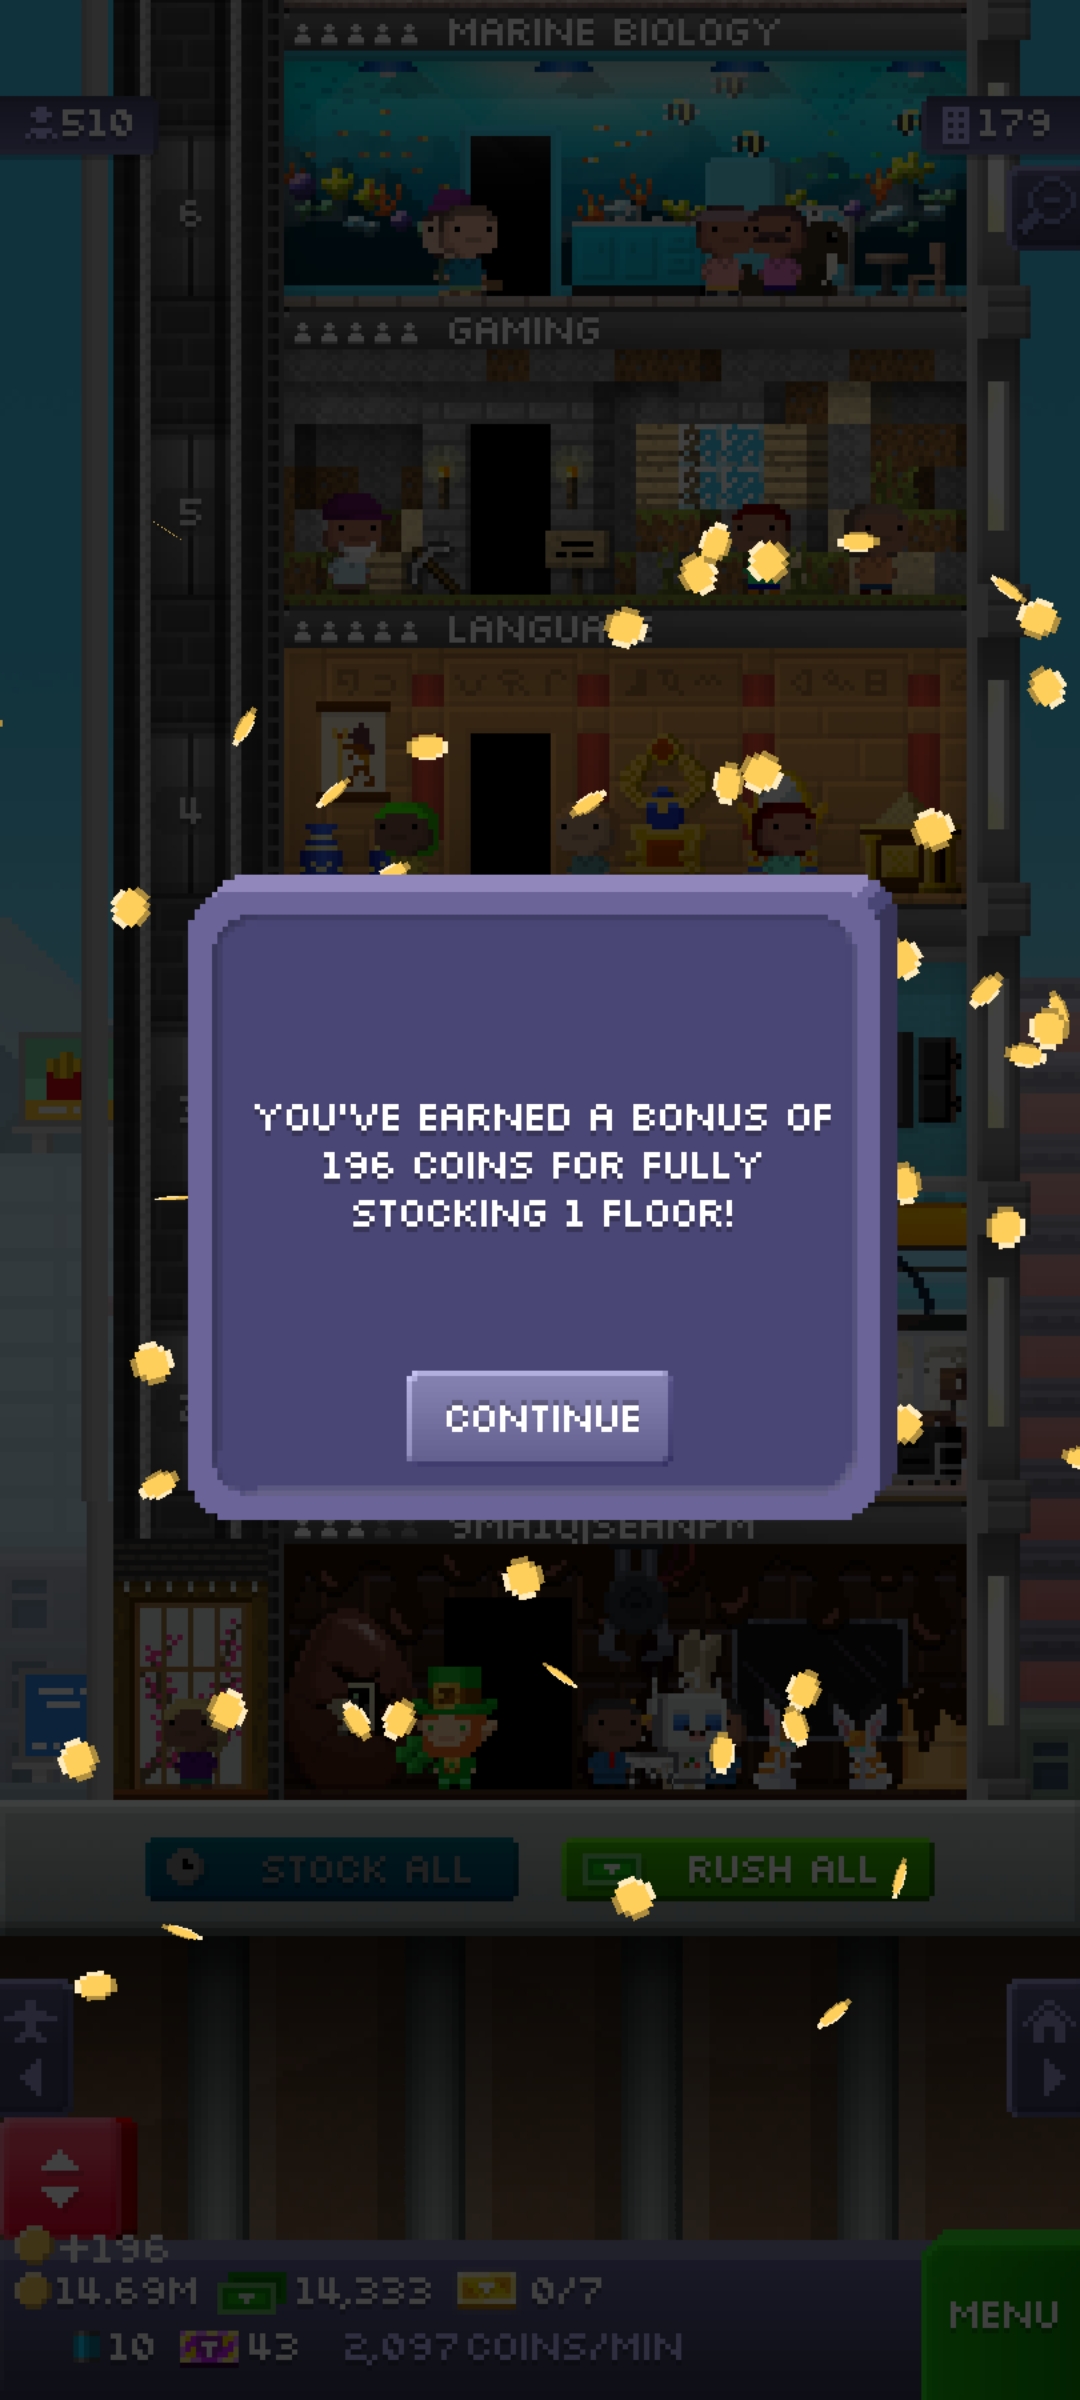 MARINE BIOLOGY
510
179
6
GAMING
5
4
YOU'VE EARNED A BONUS OF
196 COINS FOR FULLY
STOCKING 1 FLOOR!
CONTINUE
STOCK ALL
RUSH ALL
+196
14.69M
14,333
0/7
MENU
10
43
2,097 COINS/MIN